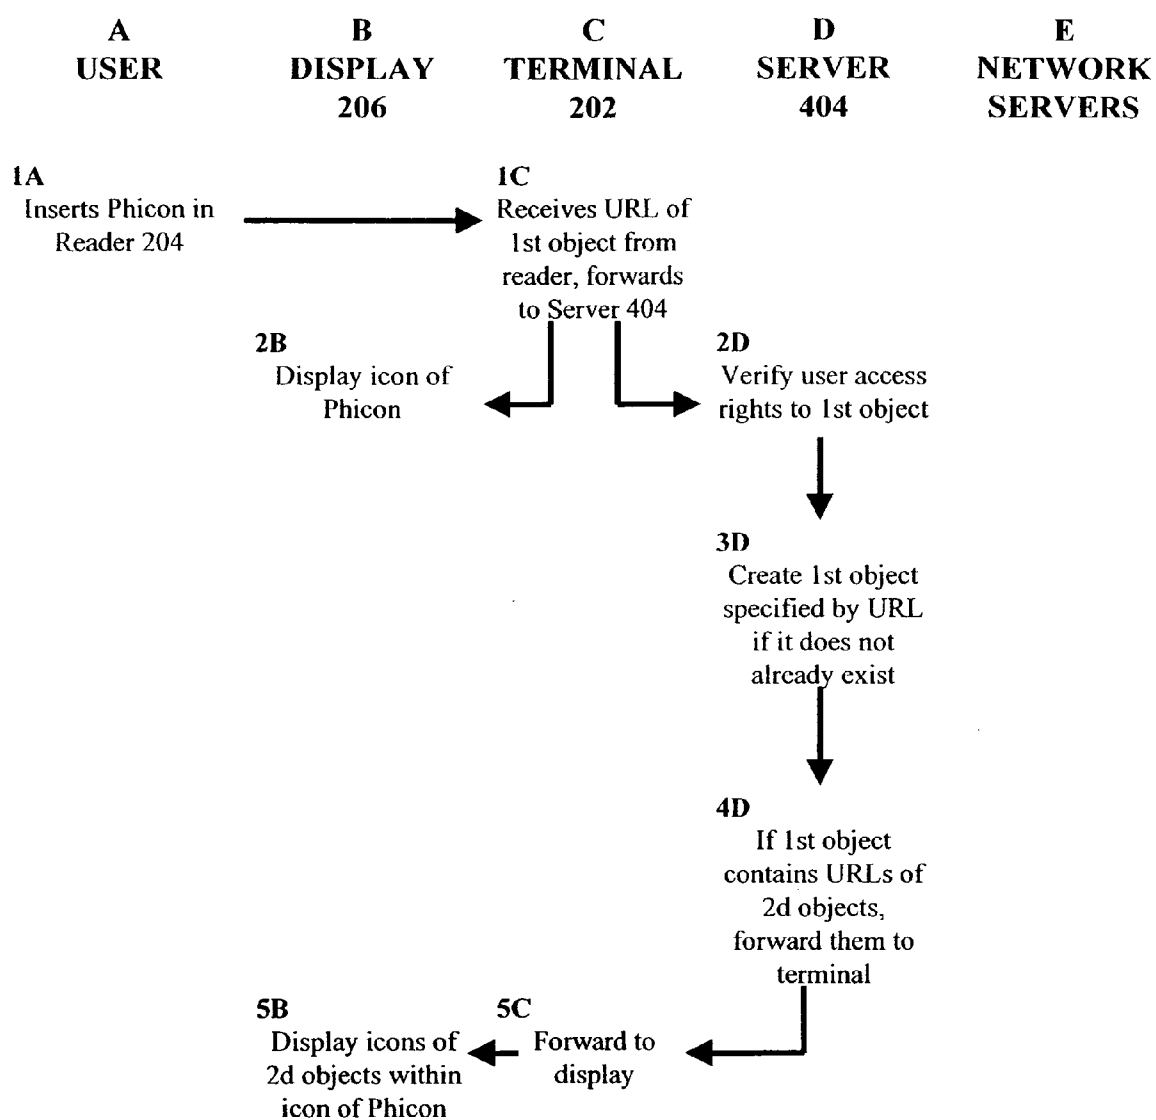 A
USER
B
DISPLAY
206
C
TERMINAL
202
D
SERVER
404
E
NETWORK
SERVERS
1A
Inserts Phicon in
Reader 204
1C
Receives URL of
1st object from
reader, forwards
to Server 404
2B
Display icon of
Phicon
2D
Verify user access
rights to 1st object
3D
Create 1st object
specified by URL
if it does not
already exist
4D
If 1st object
contains URLs of
2d objects,
forward them to
terminal
5B
Display icons of
2d objects within
icon of Phicon
5C
Forward to
display